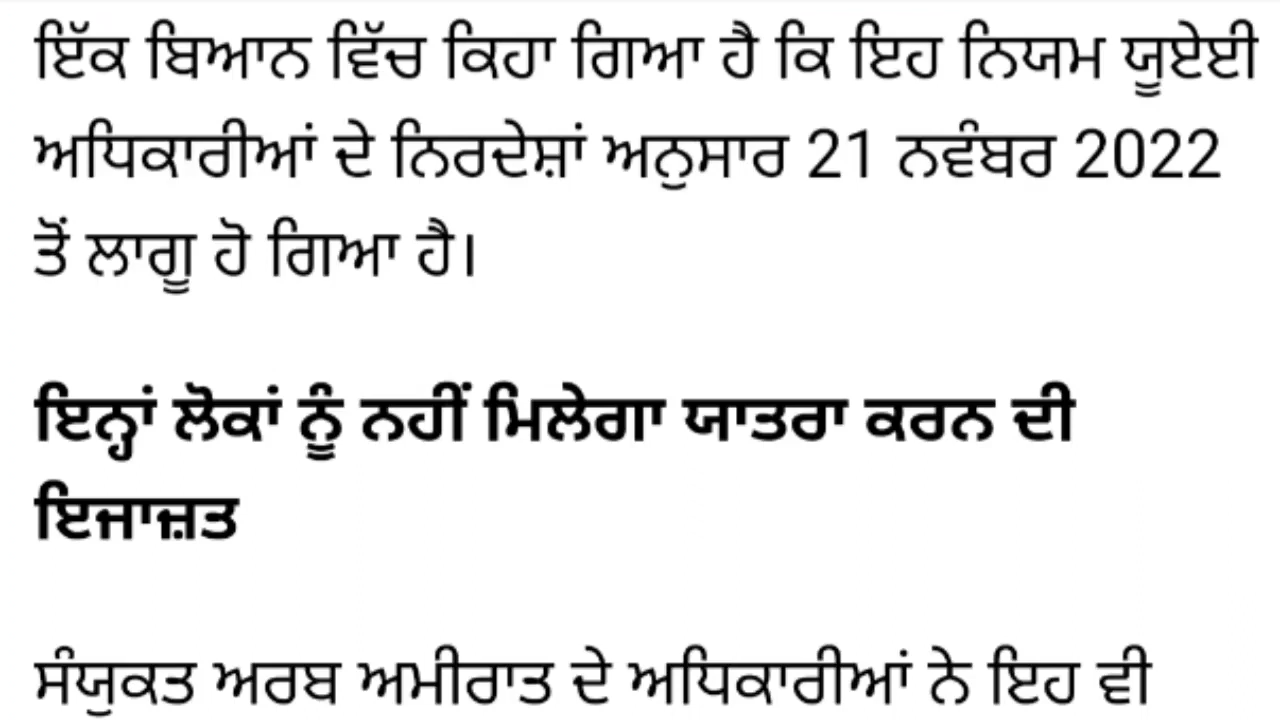 ਇੱਕ ਬਿਆਨ ਵਿੱਚ ਕਿਹਾ ਗਿਆ ਹੈ ਕਿ ਇਹ ਨਿਯਮ ਯੂਏਈ
ਅਧਿਕਾਰੀਆਂ ਦੇ ਨਿਰਦੇਸ਼ਾਂ ਅਨੁਸਾਰ 21 ਨਵੰਬਰ 2022
ਤੋਂ ਲਾਗੂ ਹੋ ਗਿਆ ਹੈ।
ਇਨ੍ਹਾਂ ਲੋਕਾਂ ਨੂੰ ਨਹੀਂ ਮਿਲੇਗਾ ਯਾਤਰਾ ਕਰਨ ਦੀ
ਇਜਾਜ਼ਤ
ਸੰਯੁਕਤ ਅਰਬ ਅਮੀਰਾਤ ਦੇ ਅਧਿਕਾਰੀਆਂ ਨੇ ਇਹ ਵੀ